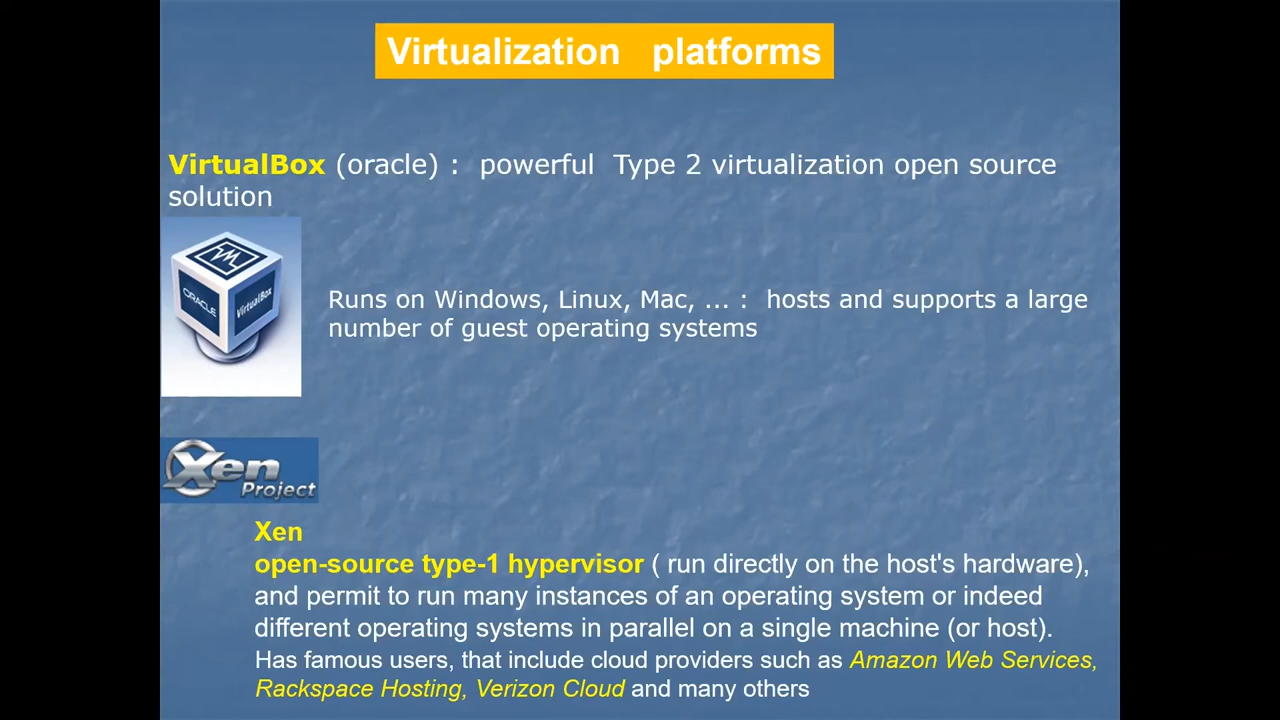 Virtualization platforms
VirtualBox (oracle) : powerful Type 2 virtualization open source
solution
ORACLE
VirtualBox
Runs on Windows, Linux, Mac, ... : hosts and supports a large
number of guest operating systems
Xen
Project
Xen
open-source type-1 hypervisor ( run directly on the host's hardware),
and permit to run many instances of an operating system or indeed
different operating systems in parallel on a single machine (or host).
Has famous users, that include cloud providers such as Amazon Web Services,
Rackspace Hosting, Verizon Cloud and many others